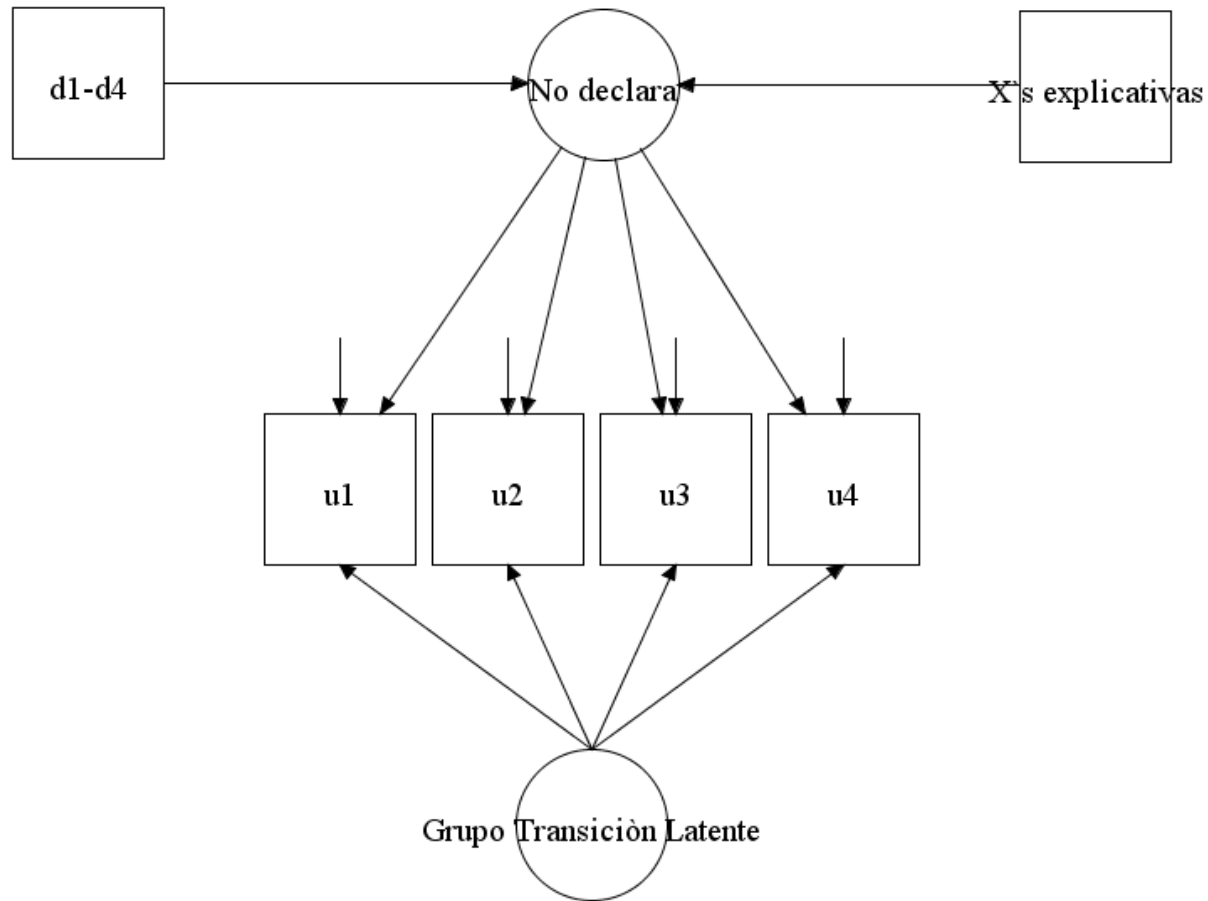 d1-d4
No declara
X`s explicativas
u1
u2
u3
u4
Grupo Transiciòn Latente